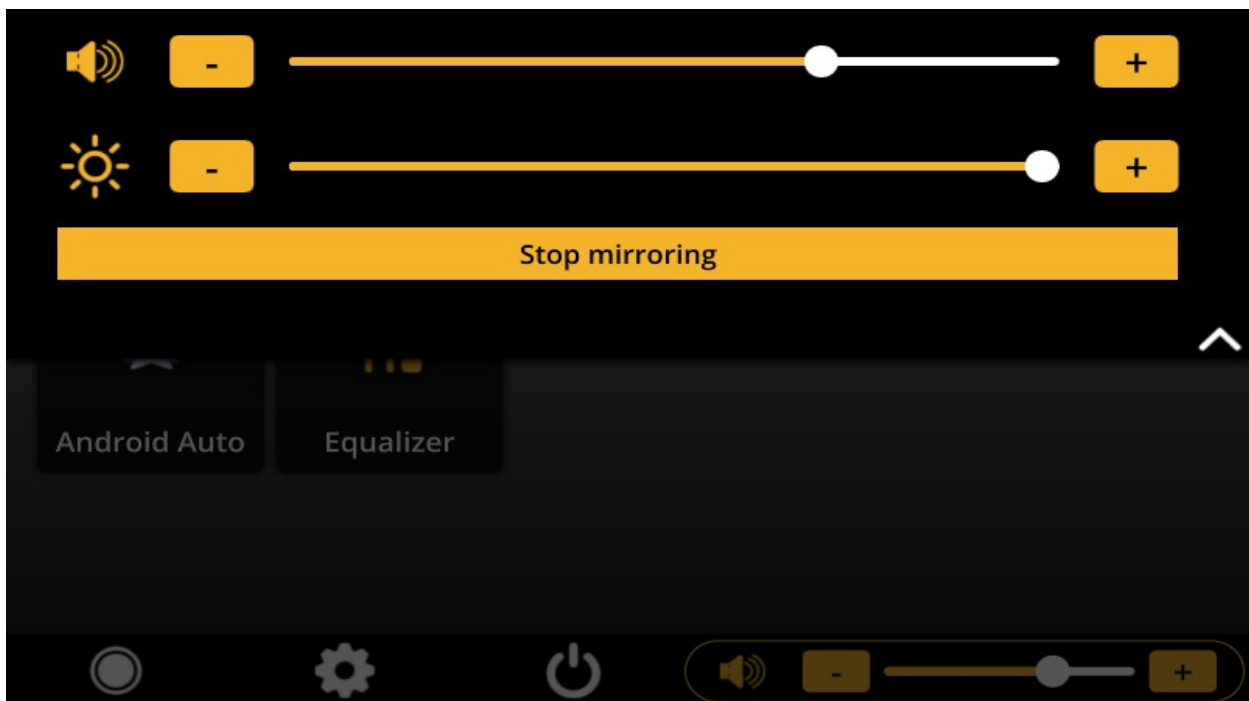 - +
- +
Stop mirroring
Android Auto Equalizer
- +